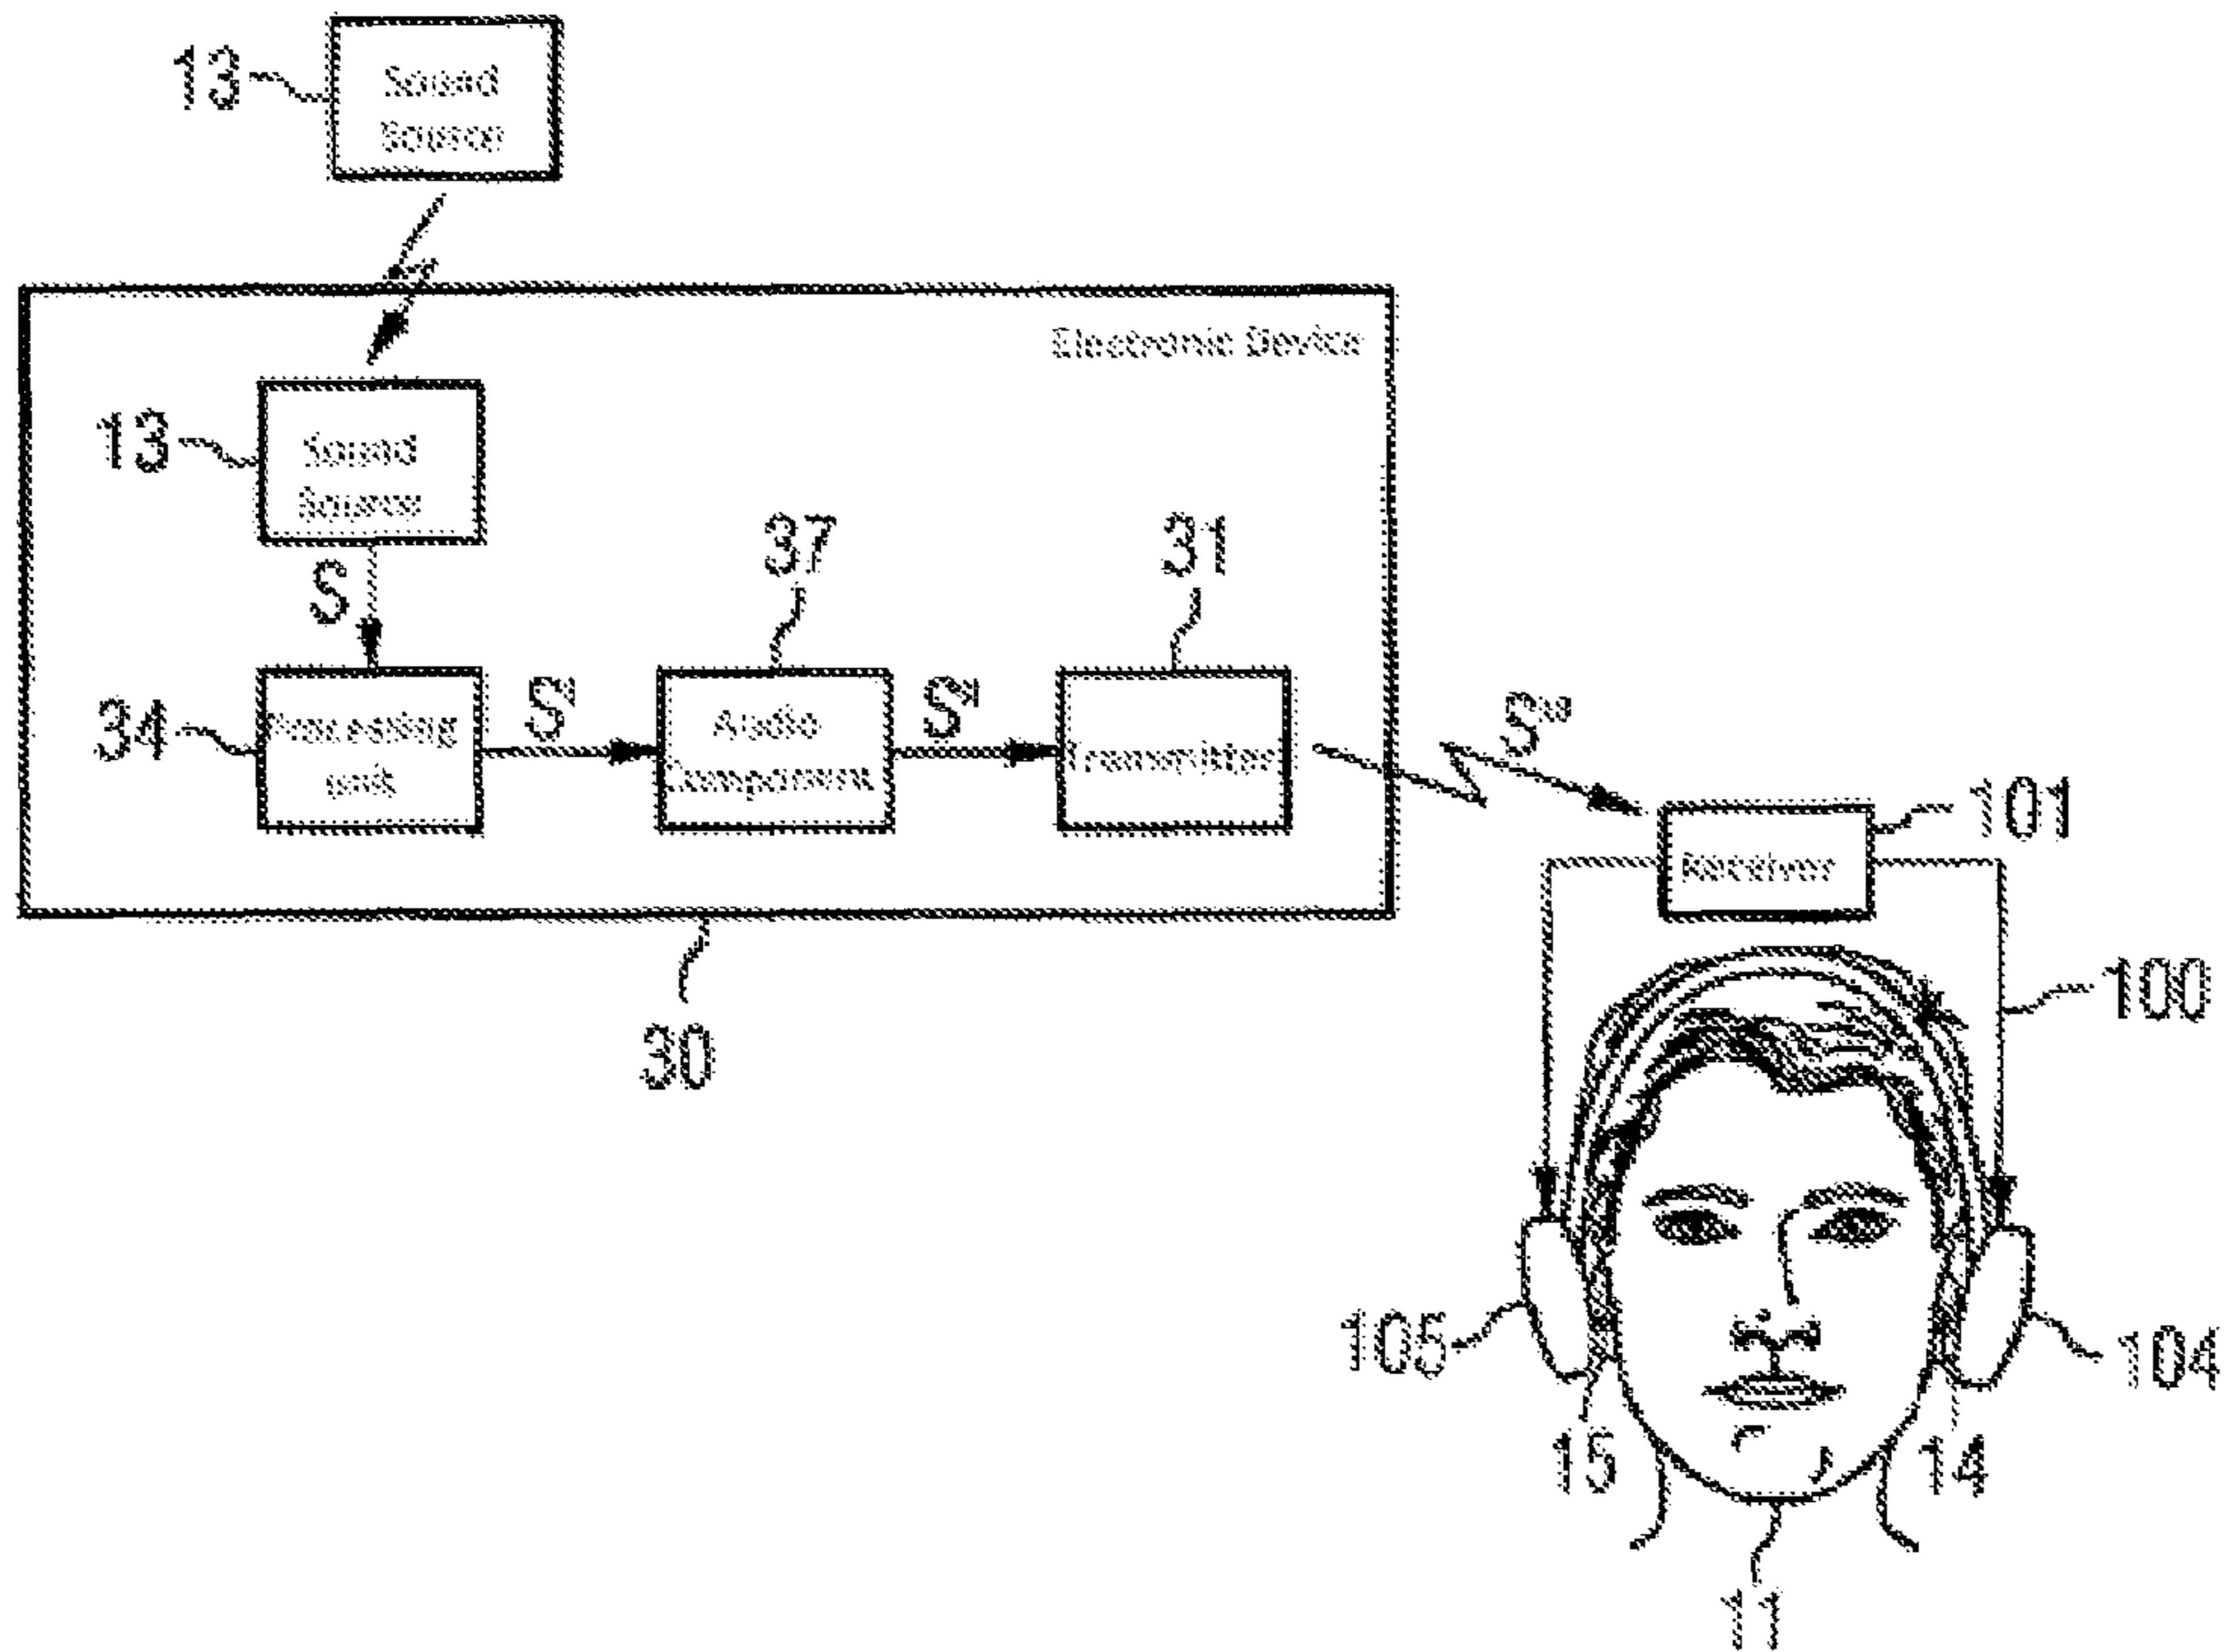 13
Sound
Source
Electronic Device
13
Sound
Source
S
37
31
34
Processing
unit
S'
Audio
Component
S"
Transmitter
S'"
Receiver
101
30
100
105
104
15
14
11